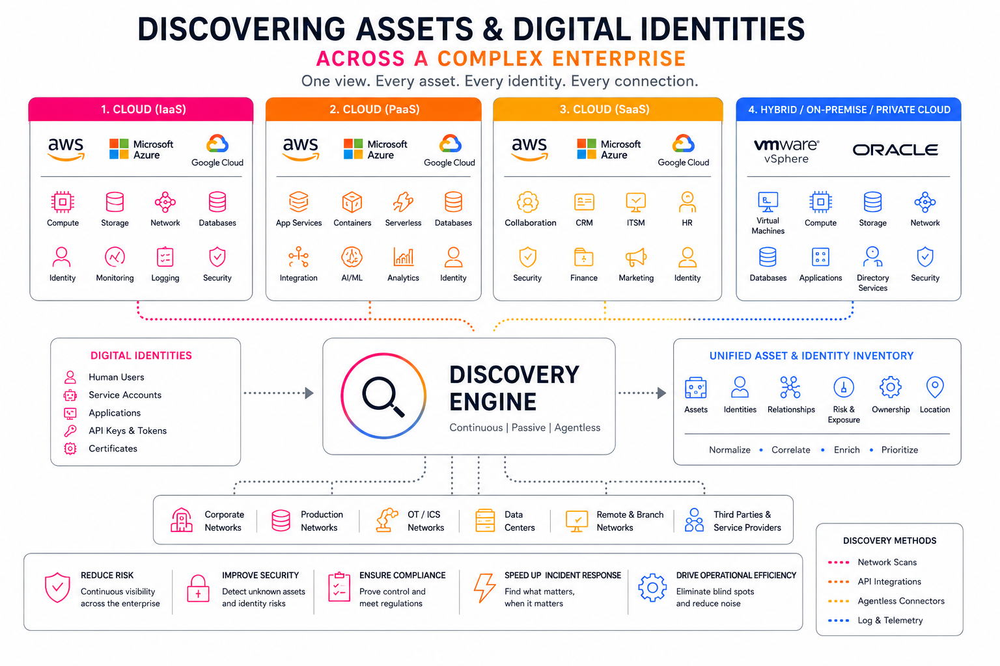 DISCOVERING ASSETS & DIGITAL IDENTITIES
ACROSS A COMPLEX ENTERPRISE
One view. Every asset. Every identity. Every connection.
1. CLOUD (IaaS)
aws
Microsoft
Azure
Google Cloud
Compute
Storage
Network
Databases
Identity
Monitoring
Logging
Security
2. CLOUD (PaaS)
aws
Microsoft
Azure
Google Cloud
App Services
Containers
Serverless
Databases
Integration
AI/ML
Analytics
Identity
3. CLOUD (SaaS)
aws
Microsoft
Azure
Google Cloud
Collaboration
CRM
ITSM
HR
Security
Finance
Marketing
Identity
4. HYBRID / ON-PREMISE / PRIVATE CLOUD
vmware®
vSphere
ORACLE
Virtual
Machines
Compute
Storage
Network
Databases
Applications
Directory
Services
Security
DIGITAL IDENTITIES
Human Users
Service Accounts
Applications
API Keys & Tokens
Certificates
DISCOVERY
ENGINE
Continuous | Passive | Agentless
UNIFIED ASSET & IDENTITY INVENTORY
Assets
Identities
Relationships
Risk &
Exposure
Ownership
Location
Normalize • Correlate • Enrich • Prioritize
Corporate
Networks
Production
Networks
OT / ICS
Networks
Data
Centers
Remote & Branch
Networks
Third Parties &
Service Providers
REDUCE RISK
Continuous visibility
across the enterprise
IMPROVE SECURITY
Detect unknown assets
and identity risks
ENSURE COMPLIANCE
Prove control and
meet regulations
SPEED UP INCIDENT RESPONSE
Find what matters,
when it matters
DRIVE OPERATIONAL EFFICIENCY
Eliminate blind spots
and reduce noise
DISCOVERY METHODS
Network Scans
API Integrations
Agentless Connectors
Log & Telemetry